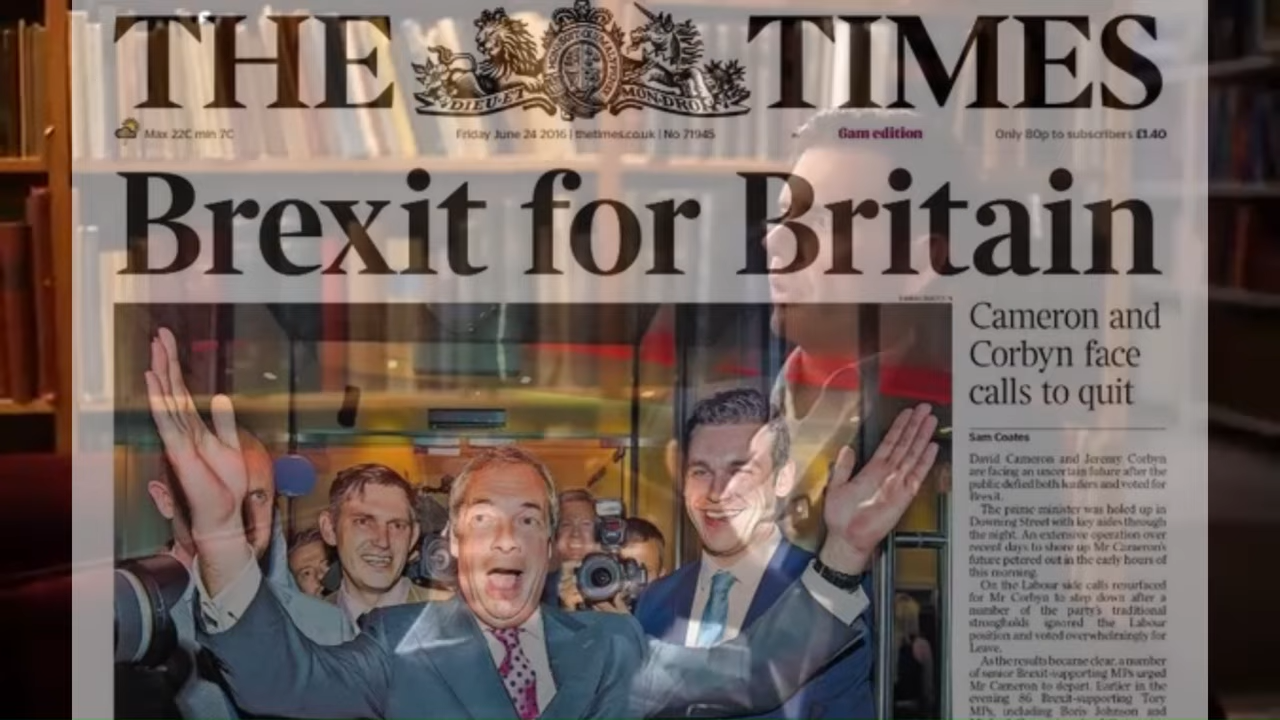 THE TIMES
DIEU·ET MON·DROI
Max 22C min 7C
Friday June 24 2016 | thetimes.co.uk | No 71945
6am edition
Only 80p to subscribers £1.40
Brexit for Britain
Cameron and
Corbyn face
calls to quit
Sam Coates
David Cameron and Jeremy Corbyn
are facing an uncertain future after the
public defied both leaders and voted for
Brexit.
The prime minister was holed up in
Downing Street with key aides through
the night. An extensive operation over
recent days to shore up Mr Cameron's
future petered out in the early hours of
this morning.
On the Labour side calls resurfaced
for Mr Corbyn to step down after a
number of the party's traditional
strongholds ignored the Labour
position and voted overwhelmingly for
Leave.
As the results became clear, a number
of senior Brexit-supporting MPs urged
Mr Cameron to depart. Earlier in the
evening 86 Brexit-supporting Tory
MPs, including Boris Johnson and